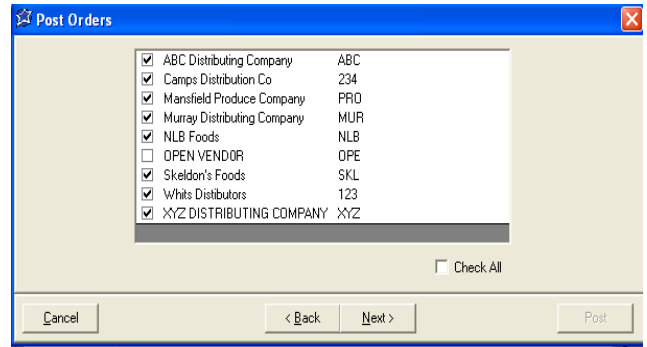 Post Orders
ABC Distributing Company ABC
Camps Distribution Co 234
Mansfield Produce Company PRO
Murray Distributing Company MUR
NLB Foods NLB
OPEN VENDOR OPE
Skeldon's Foods SKL
Whits Distibutors 123
XYZ DISTRIBUTING COMPANY XYZ
Check All
Cancel < Back Next > Post